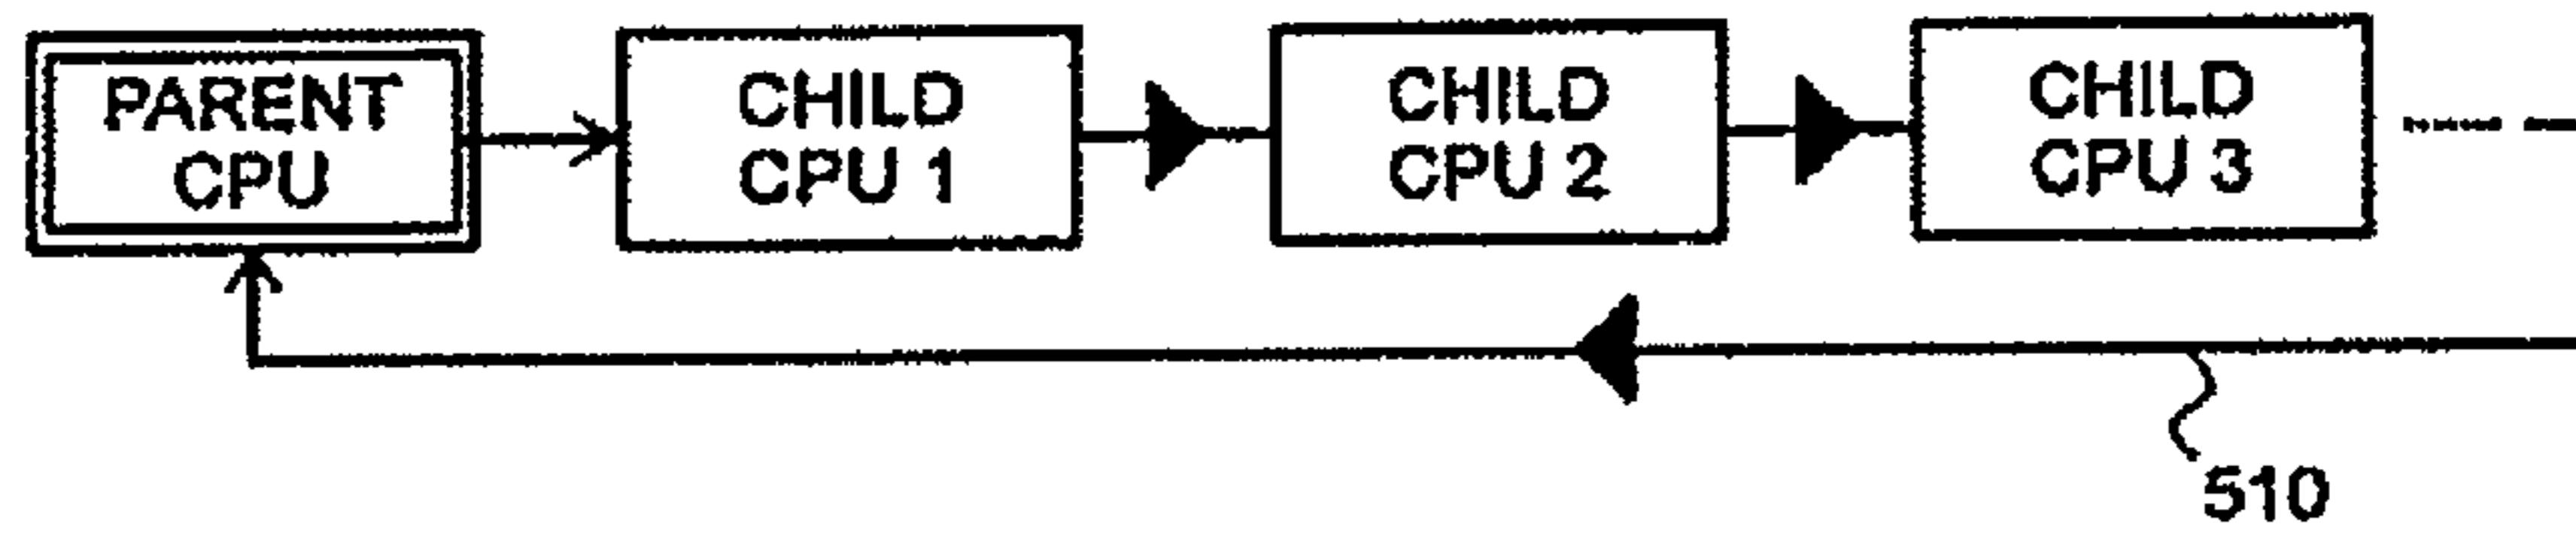 PARENT
CPU
CHILD
CPU 1
CHILD
CPU 2
CHILD
CPU 3
510